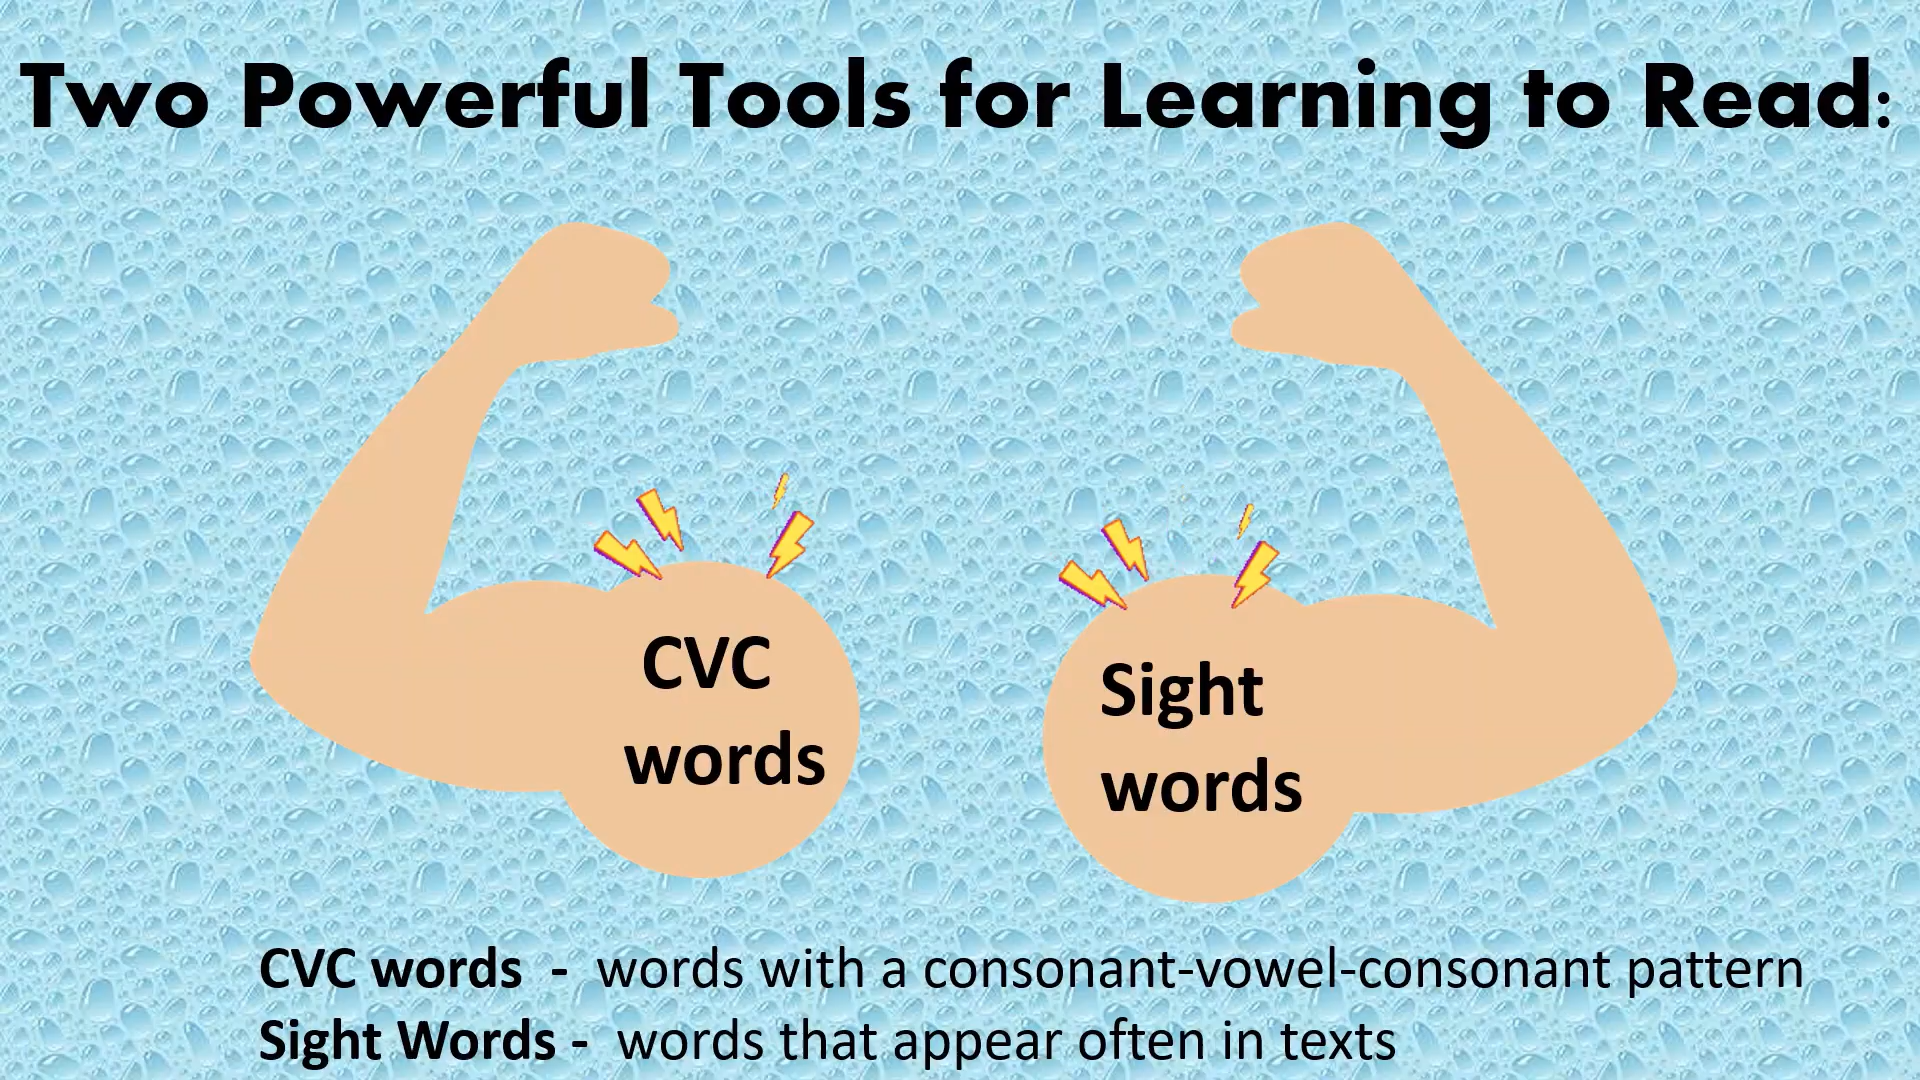 Two Powerful Tools for Learning to Read:
CVC
words
Sight
words
CVC words - words with a consonant-vowel-consonant pattern
Sight Words - words that appear often in texts